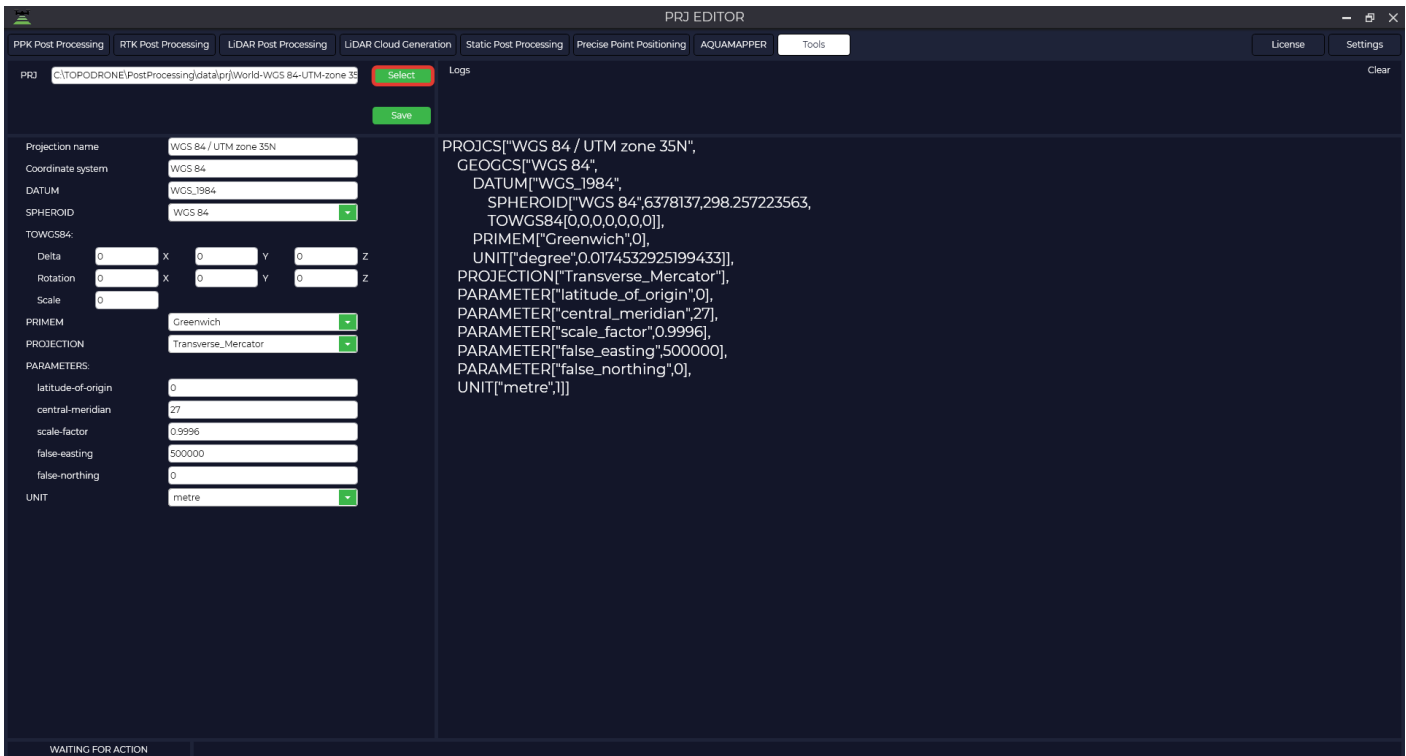 PRJ EDITOR
PPK Post Processing RTK Post Processing LiDAR Post Processing LiDAR Cloud Generation Static Post Processing Precise Point Positioning AQUAMAPPER Tools License Settings
PRJ C:\TOPODRONE\PostProcessing\data\prj\World-WGS 84-UTM-zone 35 Select
Save
Logs Clear
Projection name WGS 84 / UTM zone 35N
Coordinate system WGS 84
DATUM WGS_1984
SPHEROID WGS 84
TOWGS84:
Delta 0 X 0 Y 0 Z
Rotation 0 X 0 Y 0 Z
Scale 0
PRIMEM Greenwich
PROJECTION Transverse_Mercator
PARAMETERS:
latitude-of-origin 0
central-meridian 27
scale-factor 0.9996
false-easting 500000
false-northing 0
UNIT metre
PROJCS["WGS 84 / UTM zone 35N",
GEOGCS["WGS 84",
DATUM["WGS_1984",
SPHEROID["WGS 84",6378137,298.257223563,
TOWGS84[0,0,0,0,0,0,0]],
PRIMEM["Greenwich",0],
UNIT["degree",0.0174532925199433]],
PROJECTION["Transverse_Mercator"],
PARAMETER["latitude_of_origin",0],
PARAMETER["central_meridian",27],
PARAMETER["scale_factor",0.9996],
PARAMETER["false_easting",500000],
PARAMETER["false_northing",0],
UNIT["metre",1]]
WAITING FOR ACTION